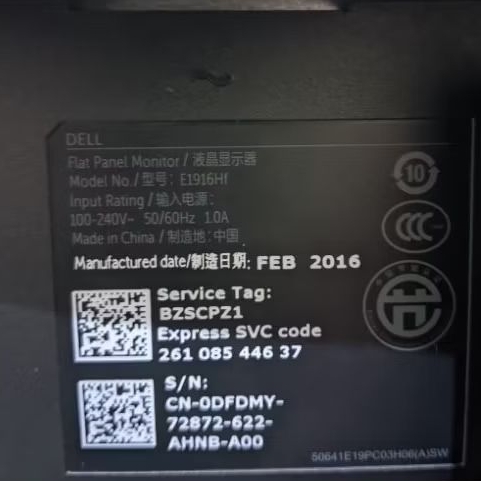 DELL
Flat Panel Monitor / 液晶显示器
Model No. / 型号: E1916Hf
Input Rating / 输入电源:
100-240V~ 50/60Hz 1.0A
Made in China / 制造地: 中国
Manufactured date/制造日期: FEB 2016
Service Tag:
BZSCPZ1
Express SVC code
261 085 446 37
S/N:
CN-0DFDMY-
72872-622-
AHNB-A00
10
CCC
50641E19PC03H06(A)SW